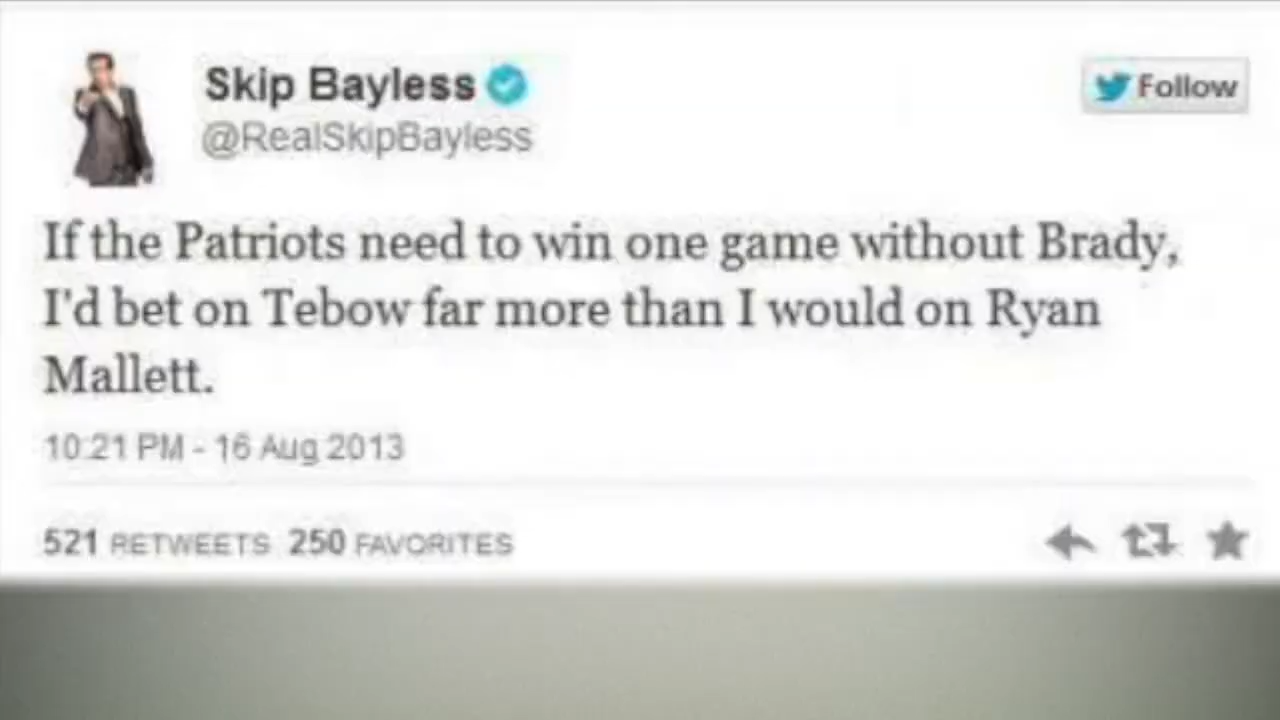 Skip Bayless
@RealSkipBayless
Follow
If the Patriots need to win one game without Brady,
I'd bet on Tebow far more than I would on Ryan
Mallett.
10:21 PM - 16 Aug 2013
521 RETWEETS 250 FAVORITES